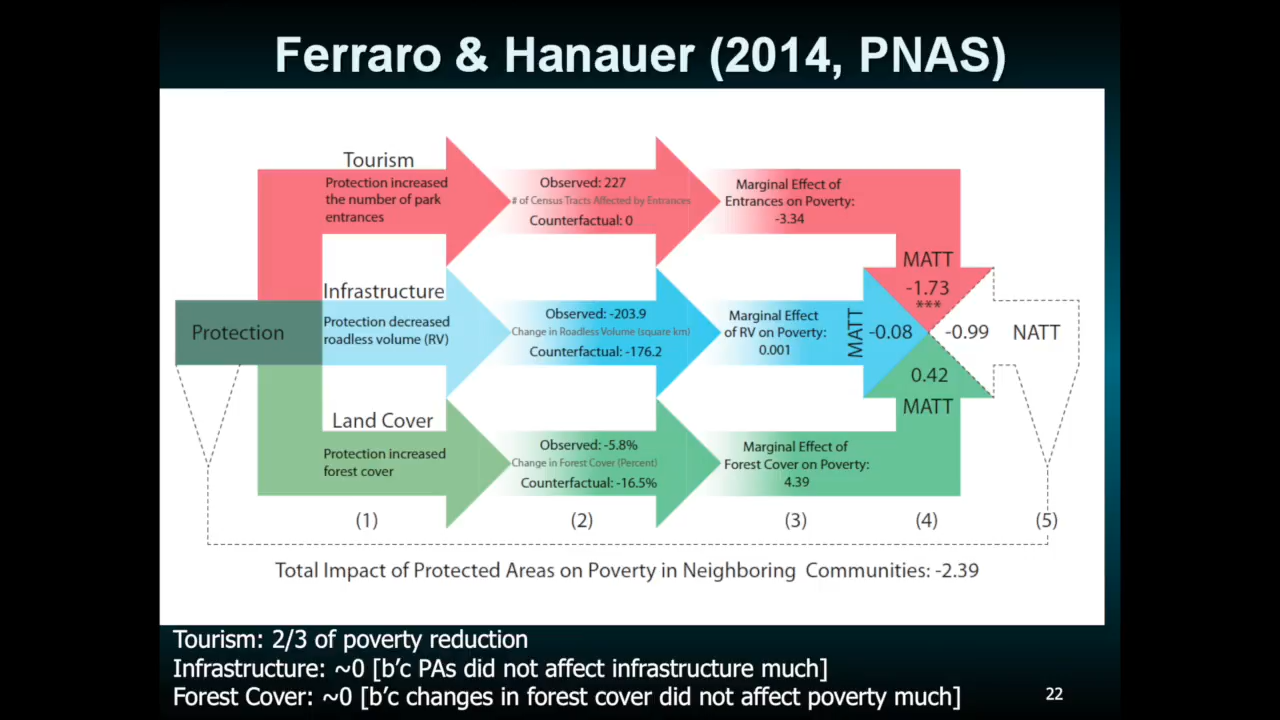 Ferraro & Hanauer (2014, PNAS)
Tourism
Protection increased
the number of park
entrances
Observed: 227
# of Census Tracts Affected by Entrances
Counterfactual: 0
Marginal Effect of
Entrances on Poverty:
-3.34
MATT
-1.73
***
Infrastructure
Protection
Protection decreased
roadless volume (RV)
Observed: -203.9
Change in Roadless Volume (square km)
Counterfactual: -176.2
Marginal Effect
of RV on Poverty:
0.001
MATT
-0.08
-0.99
NATT
0.42
MATT
Land Cover
Protection increased
forest cover
Observed: -5.8%
Change in Forest Cover (Percent)
Counterfactual: -16.5%
Marginal Effect of
Forest Cover on Poverty:
4.39
(1) (2) (3) (4) (5)
Total Impact of Protected Areas on Poverty in Neighboring Communities: -2.39
Tourism: 2/3 of poverty reduction
Infrastructure: ~0 [b’c PAs did not affect infrastructure much]
Forest Cover: ~0 [b’c changes in forest cover did not affect poverty much]
22